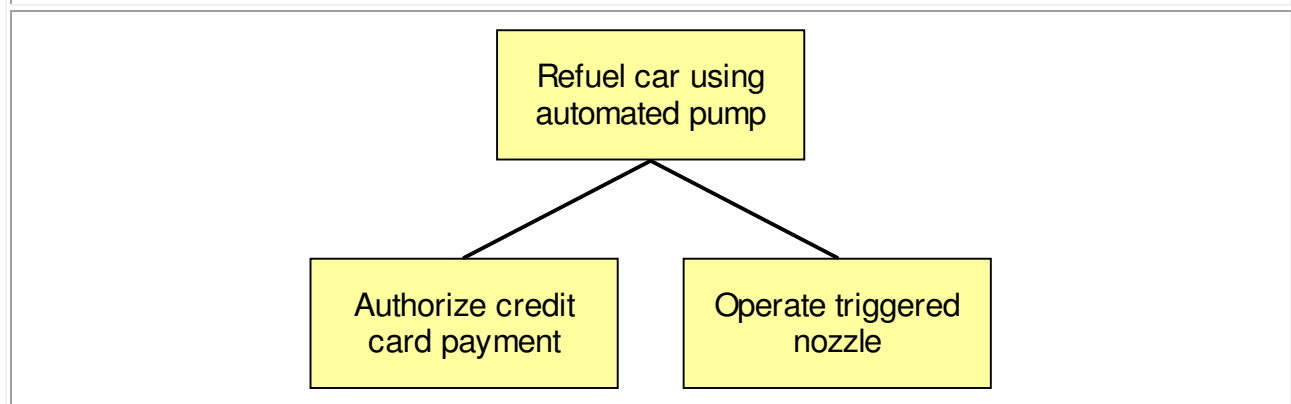 Refuel car using
automated pump
Authorize credit
card payment
Operate triggered
nozzle